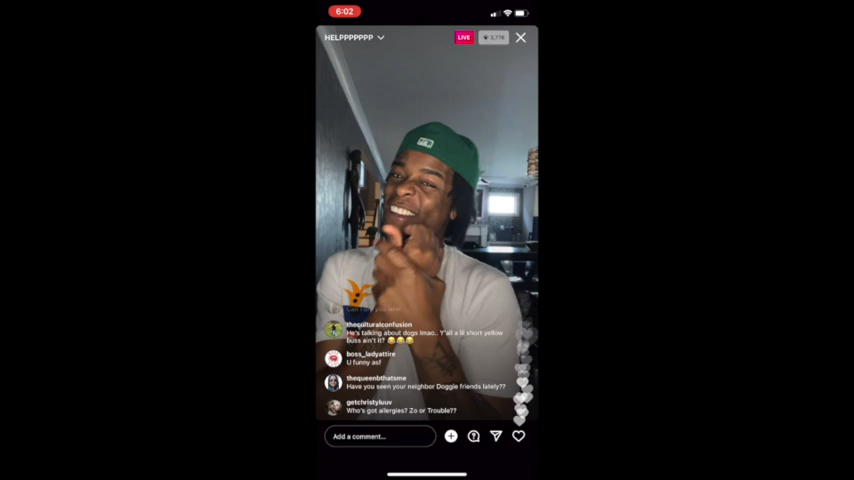 6:02
HELPPPPPPP
LIVE
theculturalconfusion
He's talking about dogs lmao.. Y'all a lil short yellow
buss ain't it? 😂😂😂
boss_ladyattire
U funny asf
thequeenbthatsme
Have you seen your neighbor Doggie friends lately??
getchristyluuv
Who's got allergies? Zo or Trouble??
Add a comment...